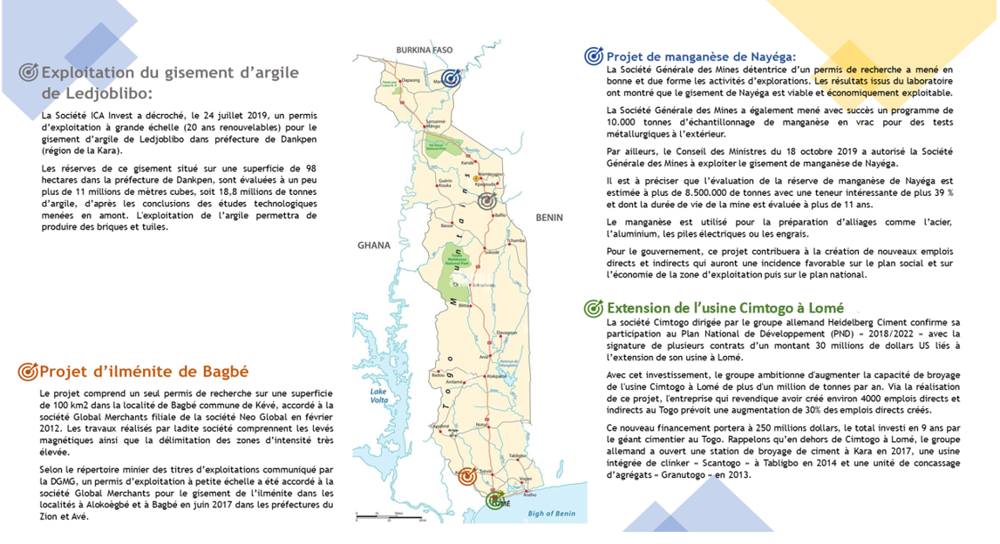 Exploitation du gisement d'argile
de Ledjoblibo:
La Société ICA Invest a décroché, le 24 juillet 2019, un permis
d'exploitation à grande échelle (20 ans renouvelables) pour le
gisement d'argile de Ledjoblibo dans préfecture de Dankpen
(région de la Kara).
Les réserves de ce gisement situé sur une superficie de 98
hectares dans la préfecture de Dankpen, sont évaluées à un peu
plus de 11 millions de mètres cubes, soit 18,8 millions de tonnes
d'argile, d'après les conclusions des études technologiques
menées en amont. L'exploitation de l'argile permettra de
produire des briques et tuiles.
Projet d'ilménite de Bagbé
Le projet comprend un seul permis de recherche sur une superficie
de 100 km2 dans la localité de Bagbé commune de Kévé, accordé à la
société Global Merchants filiale de la société Neo Global en février
2012. Les travaux réalisés par ladite société comprennent les levés
magnétiques ainsi que la délimitation des zones d'intensité très
élevée.
Selon le répertoire minier des titres d'exploitations communiqué par
la DGMG, un permis d'exploitation à petite échelle a été accordé à la
société Global Merchants pour le gisement de l'ilménite dans les
localités à Alokoègbé et à Bagbé en juin 2017 dans les préfectures du
Zion et Avé.
BURKINA FASO
Dapaong
Sansanné-
Mango
Kandé
Niamtougou
Guérin
Kouka
Kpagouda
Bafilo
BENIN
Bassar
Tchamba
GHANA
Sokodé
Fazao
Malfakassa
National Park
Blitta
Mountains
Togo
Elavagnon
Anié
Badou
Amlamé
Atakpamé
Lake
Volta
Kpalimé
Notsé
Tabligbo
Tsévié
Vogan
Aného
LOMÉ
Bigh of Benin
Projet de manganèse de Nayéga:
La Société Générale des Mines détentrice d'un permis de recherche a mené en
bonne et due forme les activités d'explorations. Les résultats issus du laboratoire
ont montré que le gisement de Nayéga est viable et économiquement exploitable.
La Société Générale des Mines a également mené avec succès un programme de
10.000 tonnes d'échantillonnage de manganèse en vrac pour des tests
métallurgiques à l'extérieur.
Par ailleurs, le Conseil des Ministres du 18 octobre 2019 a autorisé la Société
Générale des Mines à exploiter le gisement de manganèse de Nayéga.
Il est à préciser que l'évaluation de la réserve de manganèse de Nayéga est
estimée à plus de 8.500.000 de tonnes avec une teneur intéressante de plus 39 %
et dont la durée de vie de la mine est évaluée à plus de 11 ans.
Le manganèse est utilisé pour la préparation d'alliages comme l'acier,
l'aluminium, les piles électriques ou les engrais.
Pour le gouvernement, ce projet contribuera à la création de nouveaux emplois
directs et indirects qui auront une incidence favorable sur le plan social et sur
l'économie de la zone d'exploitation puis sur le plan national.
Extension de l'usine Cimtogo à Lomé
La société Cimtogo dirigée par le groupe allemand Heidelberg Ciment confirme sa
participation au Plan National de Développement (PND) « 2018/2022 » avec la
signature de plusieurs contrats d'un montant 30 millions de dollars US liés à
l'extension de son usine à Lomé.
Avec cet investissement, le groupe ambitionne d'augmenter la capacité de broyage
de l'usine Cimtogo à Lomé de plus d'un million de tonnes par an. Via la réalisation
de ce projet, l'entreprise qui revendique avoir créé environ 4000 emplois directs et
indirects au Togo prévoit une augmentation de 30% des emplois directs créés.
Ce nouveau financement portera à 250 millions dollars, le total investi en 9 ans par
le géant cimentier au Togo. Rappelons qu'en dehors de Cimtogo à Lomé, le groupe
allemand a ouvert une station de broyage de ciment à Kara en 2017, une usine
intégrée de clinker « Scantogo » à Tabligbo en 2014 et une unité de concassage
d'agrégats « Granutogo » en 2013.